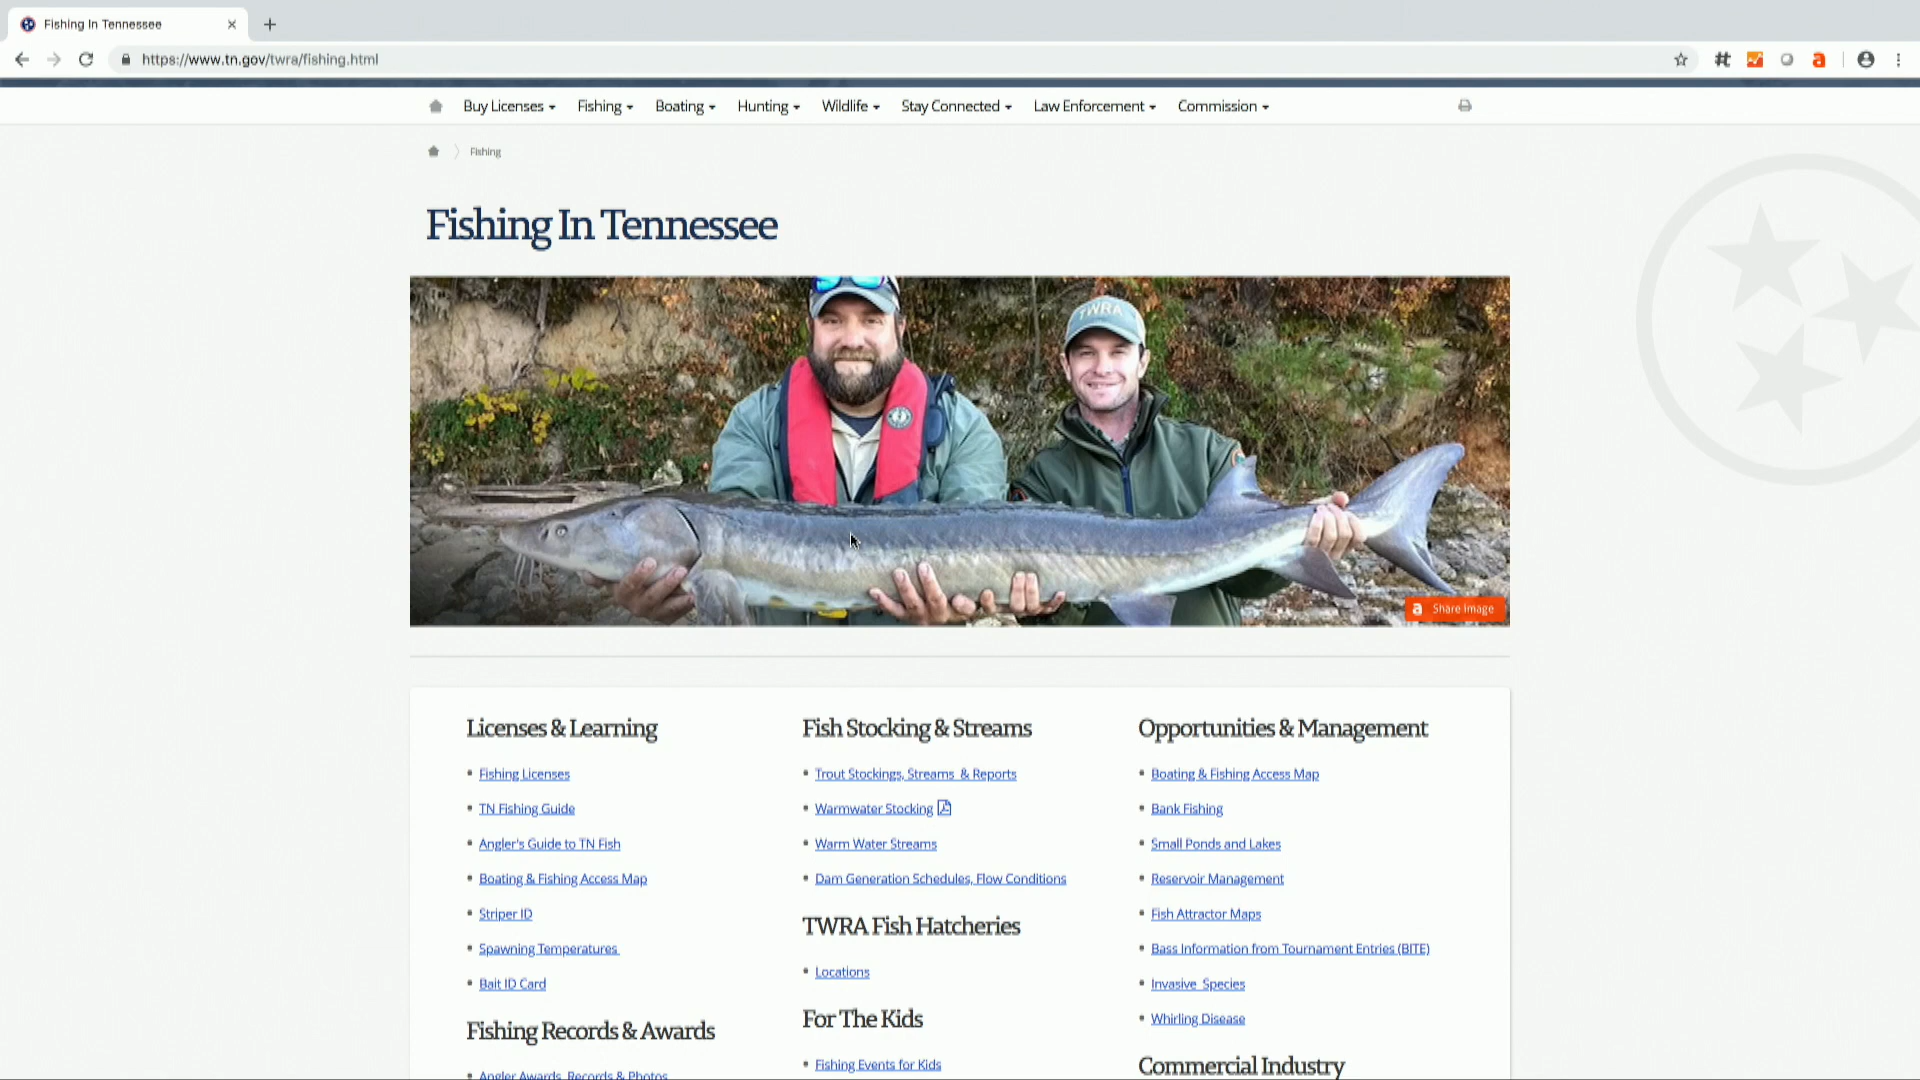 Fishing In Tennessee
https://www.tn.gov/twra/fishing.html
Buy Licenses Fishing Boating Hunting Wildlife Stay Connected Law Enforcement Commission
Fishing
Fishing In Tennessee
TWRA
a Share Image
Licenses & Learning
Fishing Licenses
TN Fishing Guide
Angler's Guide to TN Fish
Boating & Fishing Access Map
Striper ID
Spawning Temperatures
Bait ID Card
Fishing Records & Awards
Angler Awards, Records & Photos
Fish Stocking & Streams
Trout Stockings, Streams & Reports
Warmwater Stocking
Warm Water Streams
Dam Generation Schedules, Flow Conditions
TWRA Fish Hatcheries
Locations
For The Kids
Fishing Events for Kids
Opportunities & Management
Boating & Fishing Access Map
Bank Fishing
Small Ponds and Lakes
Reservoir Management
Fish Attractor Maps
Bass Information from Tournament Entries (BITE)
Invasive Species
Whirling Disease
Commercial Industry